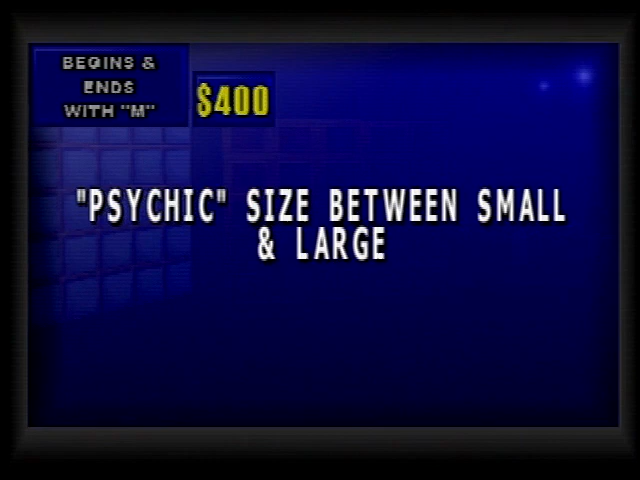 BEGINS &
ENDS
WITH "M"
$400
"PSYCHIC" SIZE BETWEEN SMALL
& LARGE